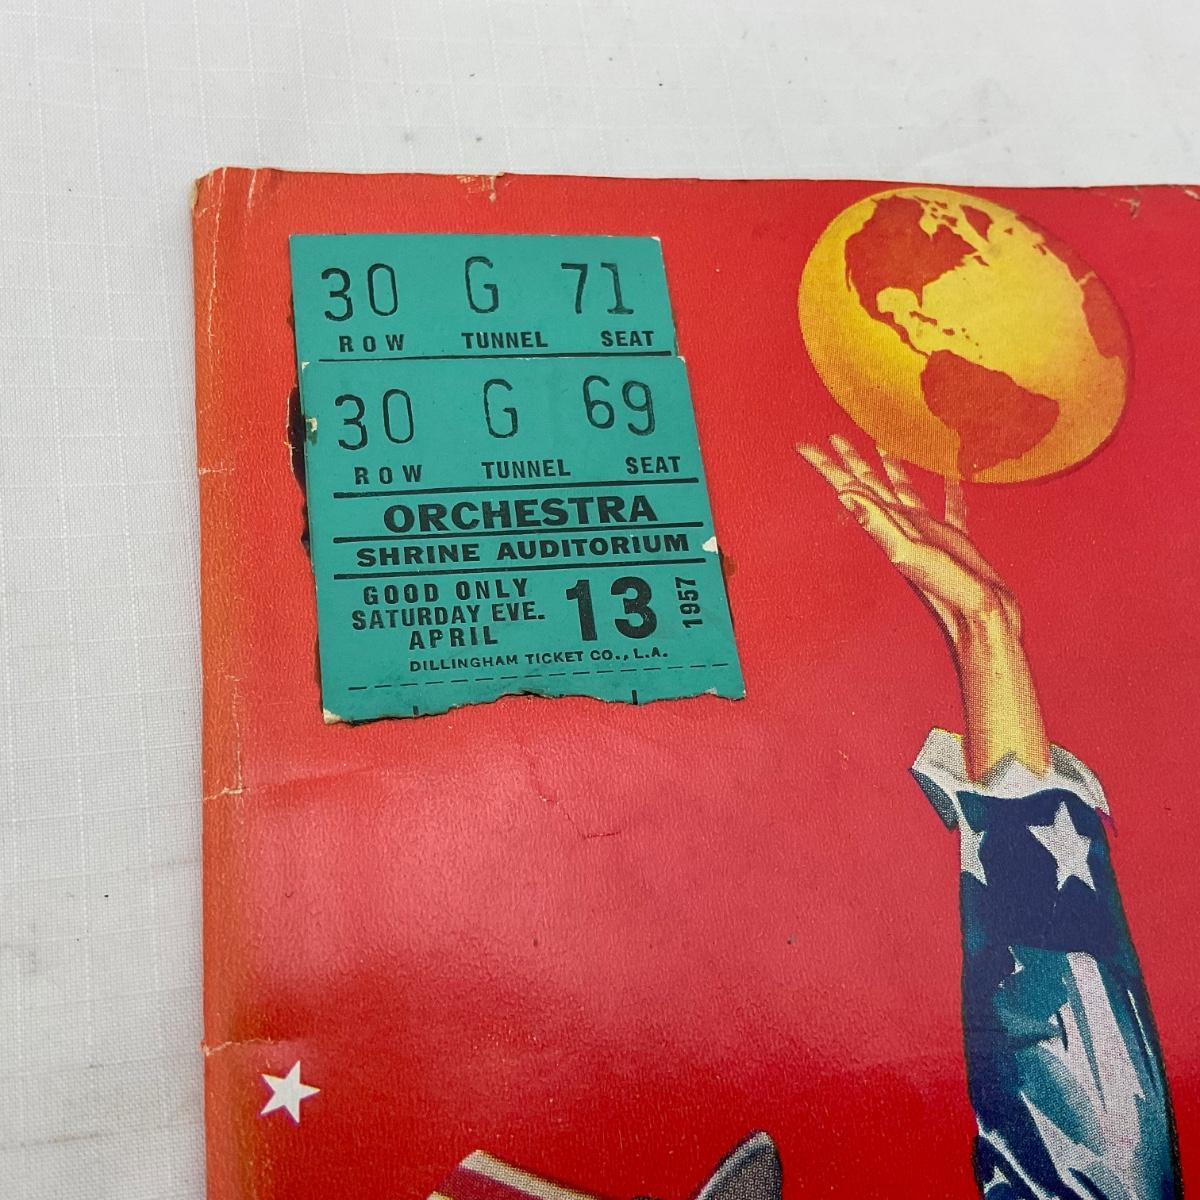 30 G 71
ROW TUNNEL SEAT
30 G 69
ROW TUNNEL SEAT
ORCHESTRA
SHRINE AUDITORIUM
GOOD ONLY
SATURDAY EVE.
APRIL
13
1957
DILLINGHAM TICKET CO., L.A.